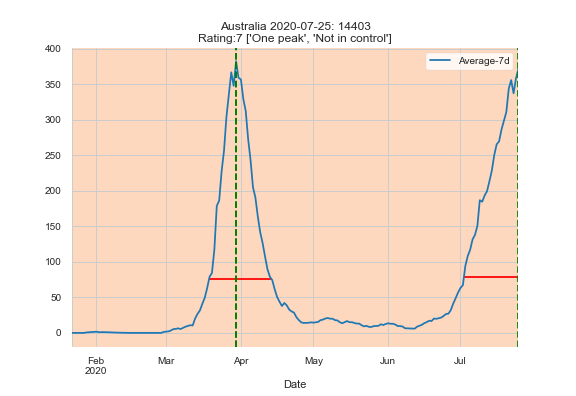 Australia 2020-07-25: 14403
Rating:7 ['One peak', 'Not in control']
Average-7d
400
350
300
250
200
150
100
50
0
Feb
2020
Mar
Apr
May
Jun
Jul
Date